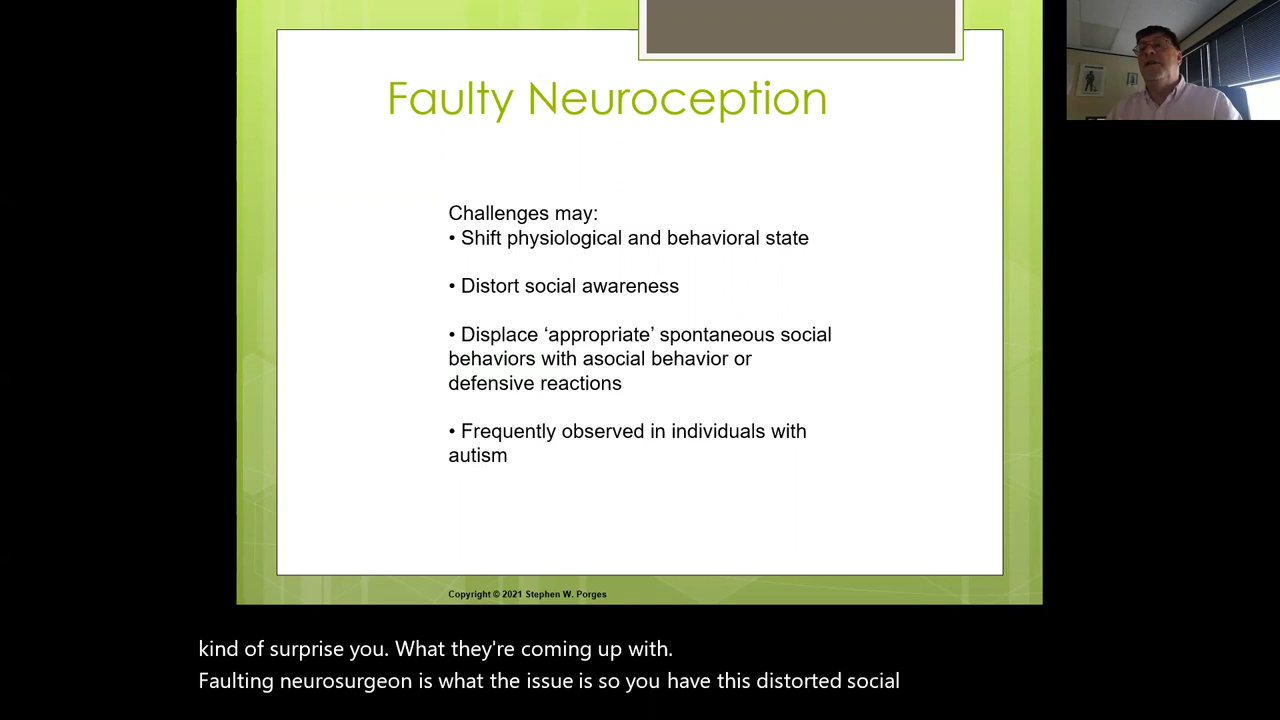 Faulty Neuroception
Challenges may:
• Shift physiological and behavioral state
• Distort social awareness
• Displace ‘appropriate’ spontaneous social
behaviors with asocial behavior or
defensive reactions
• Frequently observed in individuals with
autism
Copyright © 2021 Stephen W. Porges
kind of surprise you. What they're coming up with.
Faulting neurosurgeon is what the issue is so you have this distorted social